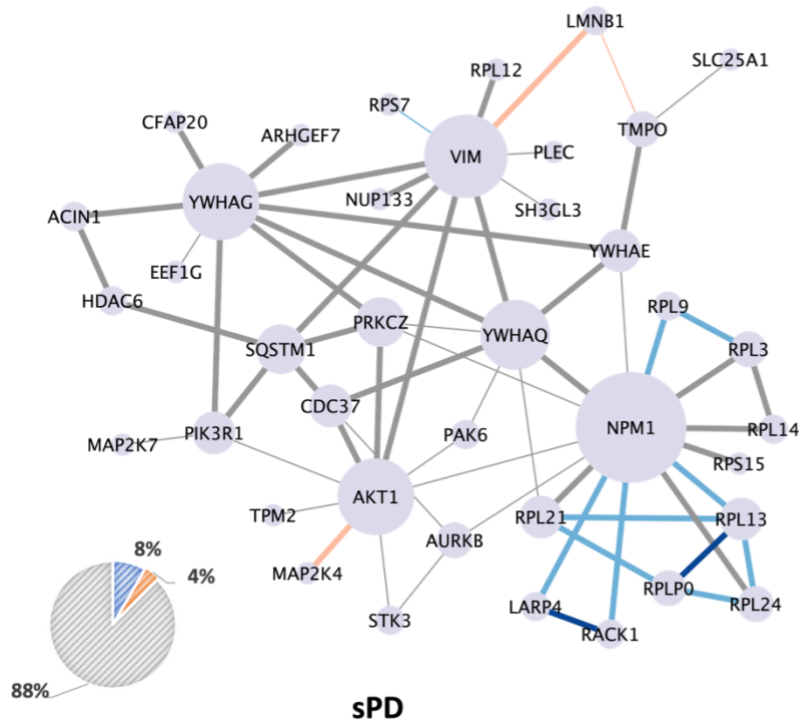 LMNB1
SLC25A1
RPL12
RPS7
CFAP20
ARHGEF7
TMPO
VIM
PLEC
YWHAG
NUP133
SH3GL3
ACIN1
YWHAE
EEF1G
HDAC6
RPL9
PRKCZ
YWHAQ
SQSTM1
RPL3
CDC37
NPM1
RPL14
MAP2K7
PIK3R1
PAK6
RPS15
AKT1
TPM2
RPL21
RPL13
AURKB
8%
4%
MAP2K4
RPLP0
RPL24
LARP4
STK3
RACK1
88%
sPD